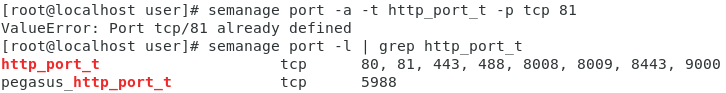 [root@localhost user]# semanage port -a -t http_port_t -p tcp 81
ValueError: Port tcp/81 already defined
[root@localhost user]# semanage port -l | grep http_port_t
http_port_t                    tcp      80, 81, 443, 488, 8008, 8009, 8443, 9000
pegasus_http_port_t            tcp      5988